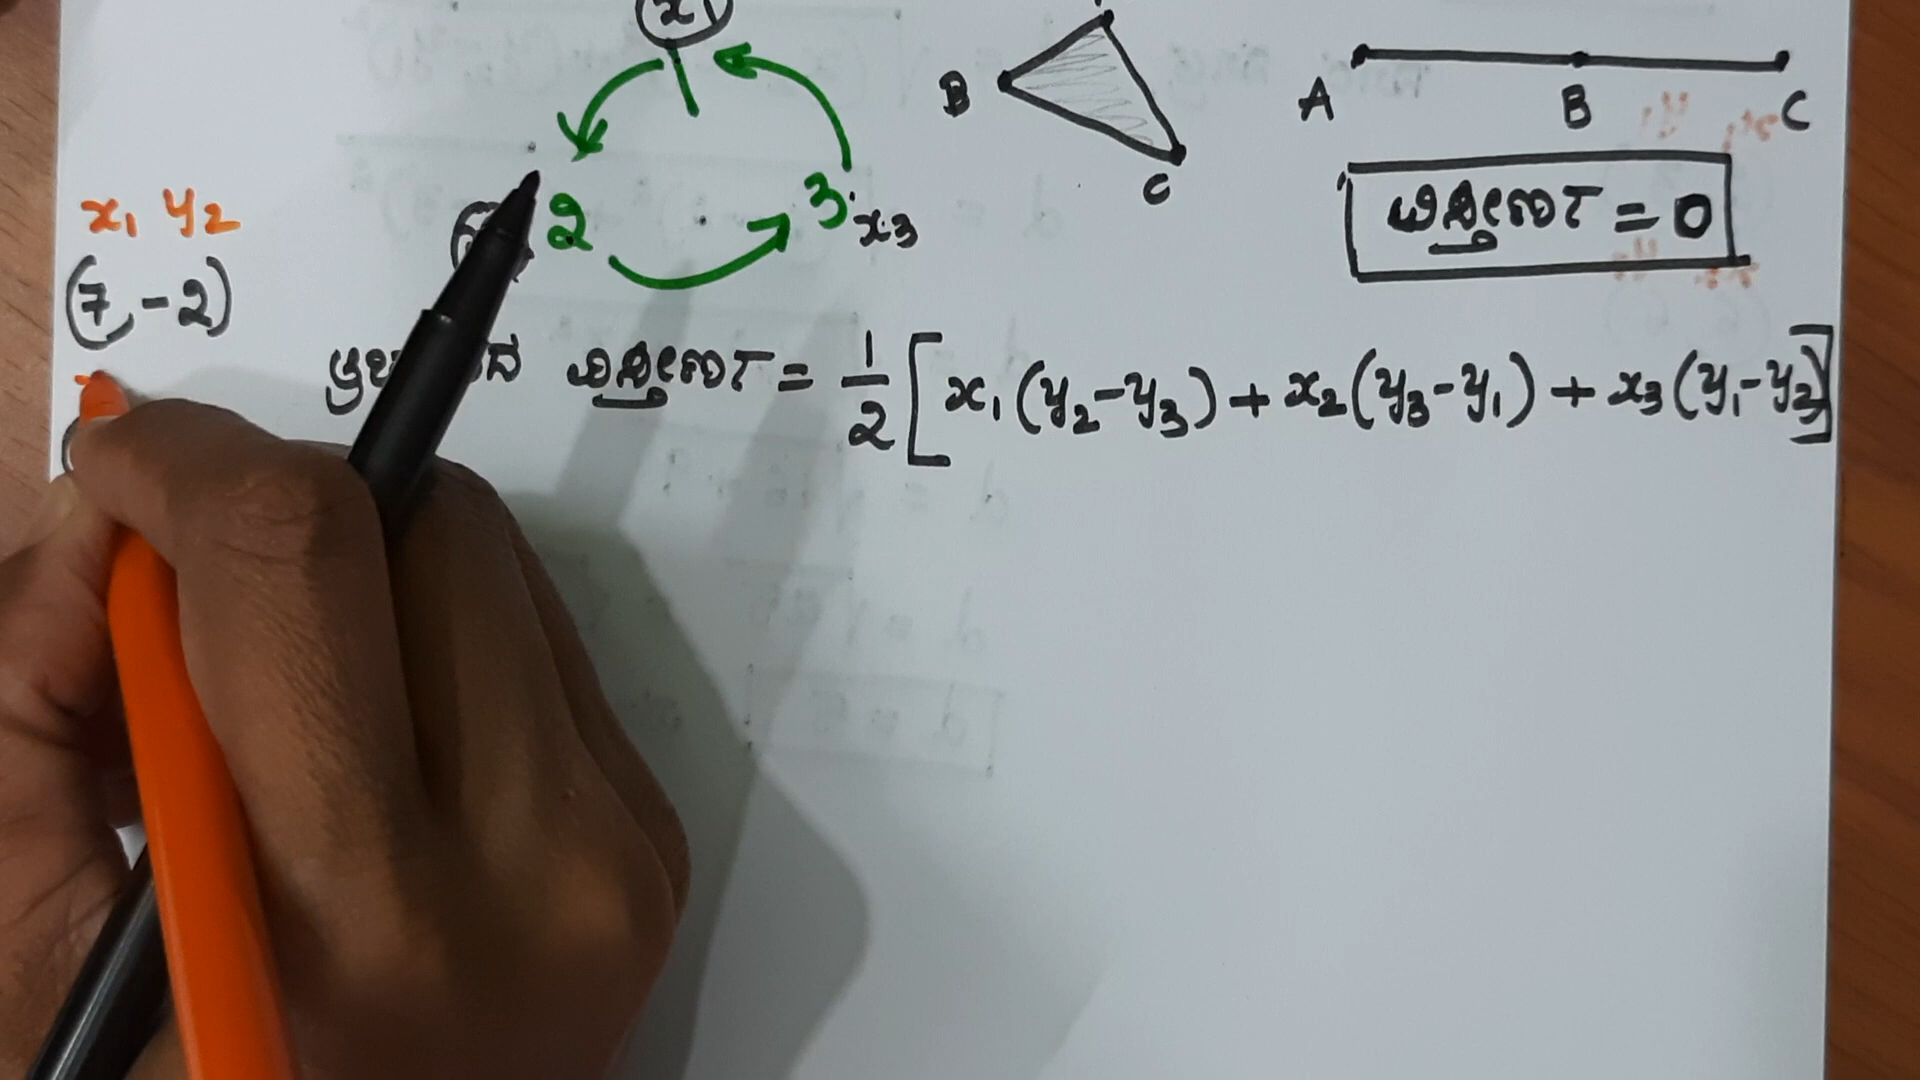 x₁
B
C
A B C
2 3 x₃
x₁ y₂
(7, -2)
ವಿಸ್ತೀರ್ಣ = 0
ವಿಸ್ತೀರ್ಣ = 1/2 [x₁(y₂-y₃) + x₂(y₃-y₁) + x₃(y₁-y₂)]